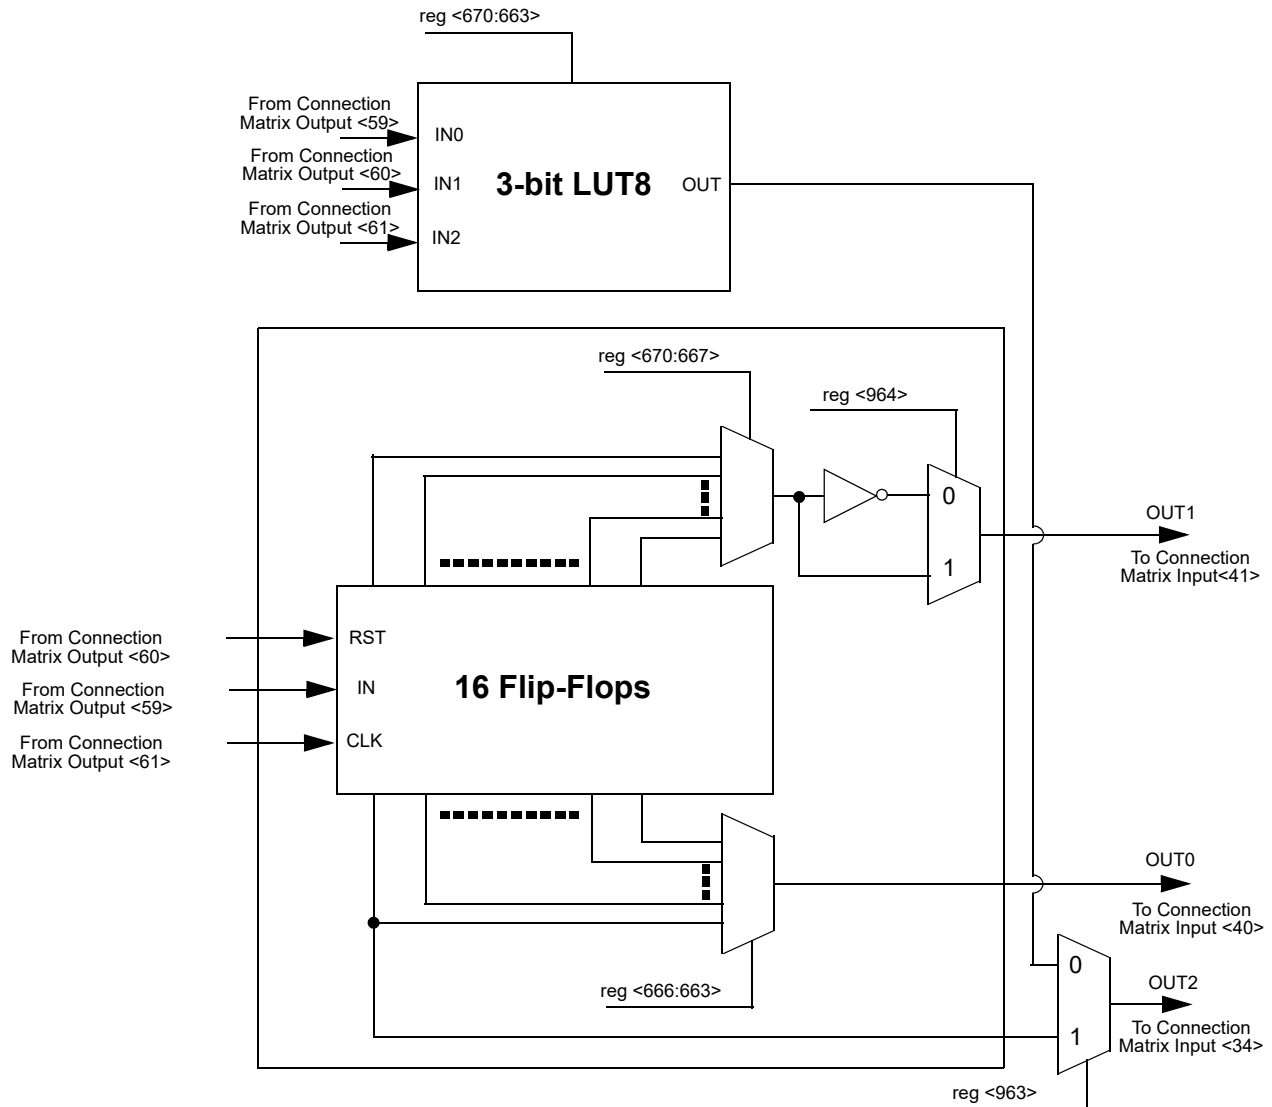 reg <670:663>
From Connection
Matrix Output <59>
IN0
From Connection
Matrix Output <60>
IN1
3-bit LUT8
OUT
From Connection
Matrix Output <61>
IN2
reg <670:667>
reg <964>
0
OUT1
1
To Connection
Matrix Input<41>
From Connection
Matrix Output <60>
RST
From Connection
Matrix Output <59>
IN
16 Flip-Flops
From Connection
Matrix Output <61>
CLK
OUT0
To Connection
Matrix Input <40>
0
reg <666:663>
OUT2
1
To Connection
Matrix Input <34>
reg <963>